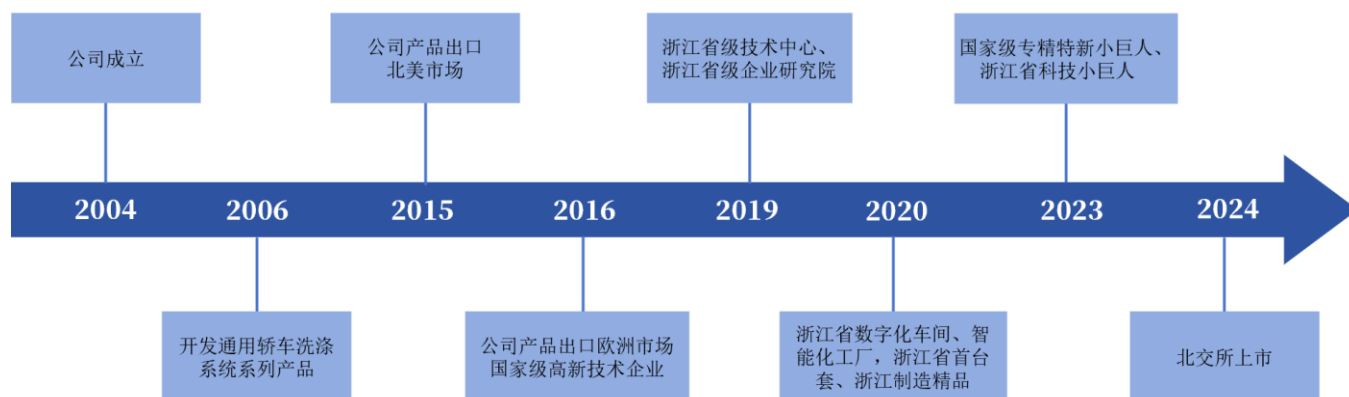 公司成立
公司产品出口
北美市场
浙江省级技术中心、
浙江省级企业研究院
国家级专精特新小巨人、
浙江省科技小巨人
2004
2006
2015
2016
2019
2020
2023
2024
开发通用轿车洗涤
系统系列产品
公司产品出口欧洲市场
国家级高新技术企业
浙江省数字化车间、智
能化工厂，浙江省首台
套、浙江制造精品
北交所上市